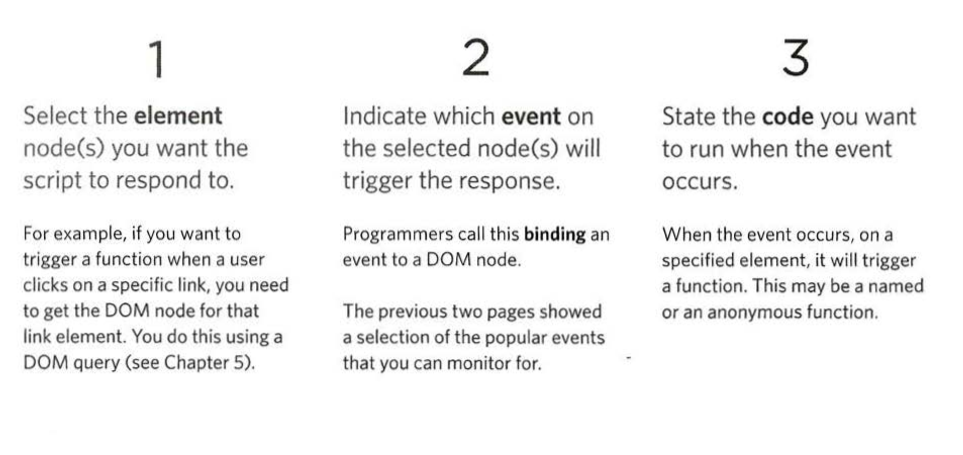 1
Select the element
node(s) you want the
script to respond to.
For example, if you want to
trigger a function when a user
clicks on a specific link, you need
to get the DOM node for that
link element. You do this using a
DOM query (see Chapter 5).
2
Indicate which event on
the selected node(s) will
trigger the response.
Programmers call this binding an
event to a DOM node.
The previous two pages showed
a selection of the popular events
that you can monitor for.
3
State the code you want
to run when the event
occurs.
When the event occurs, on a
specified element, it will trigger
a function. This may be a named
or an anonymous function.